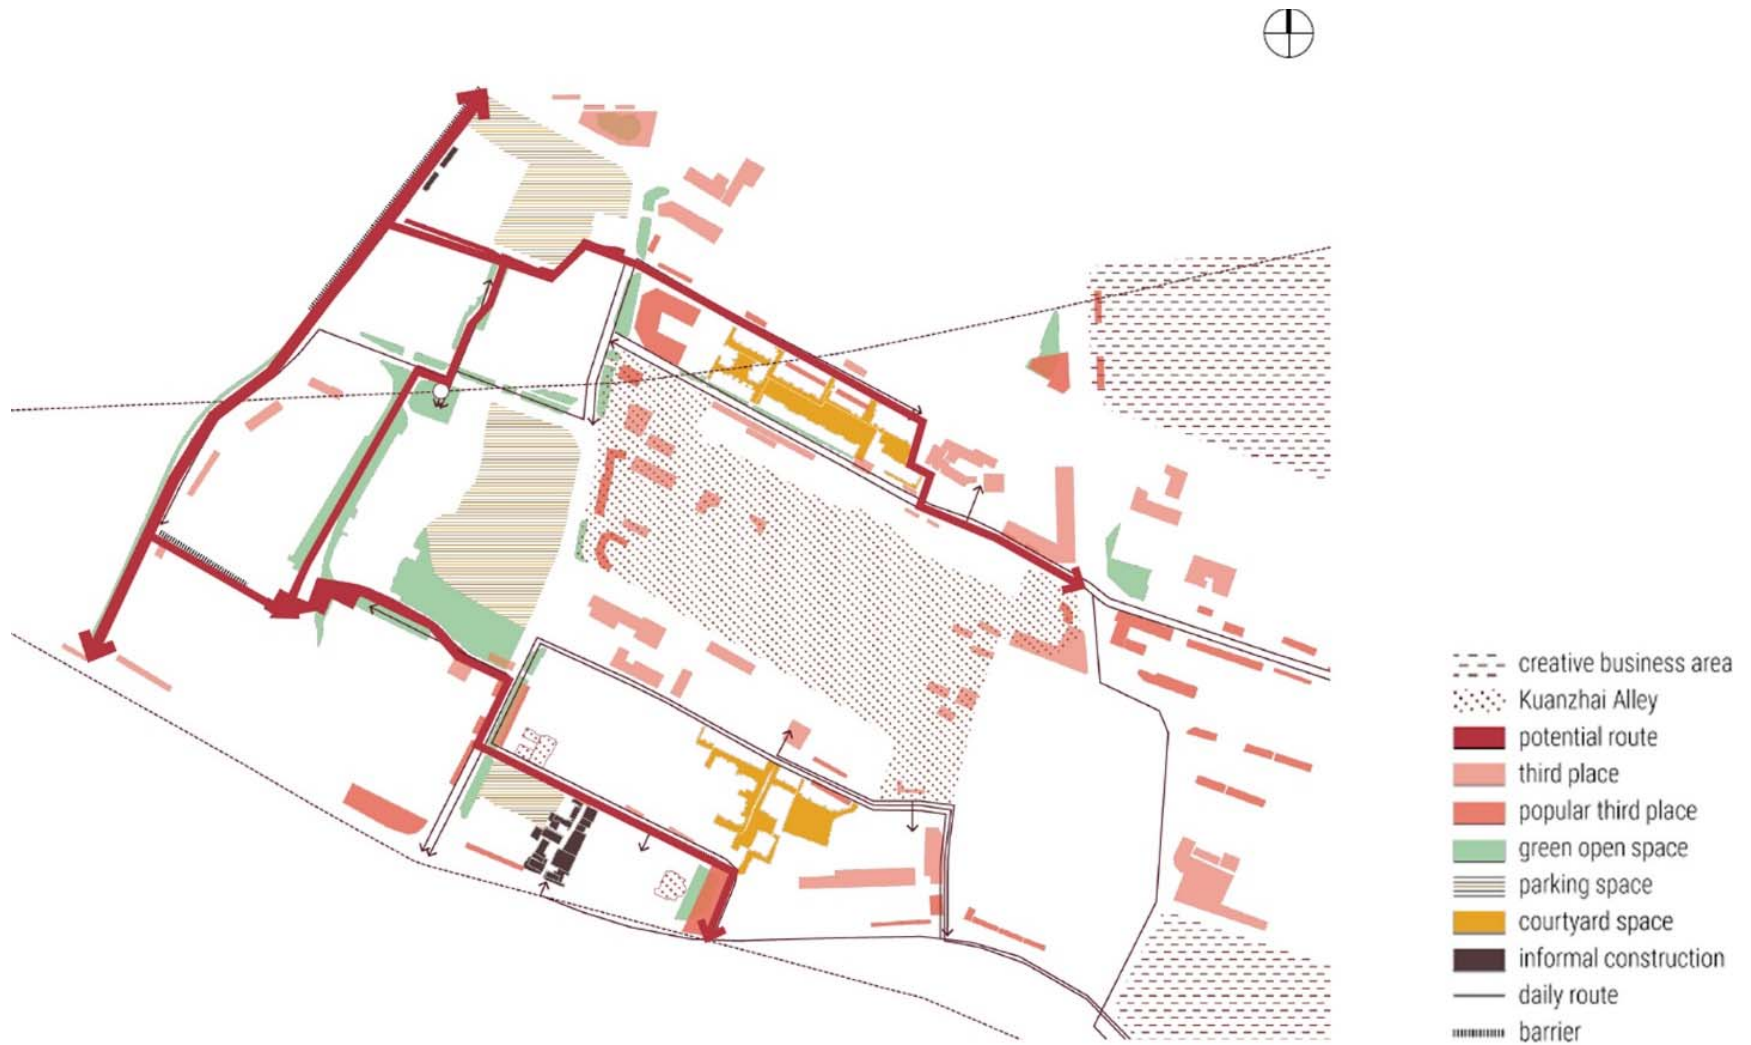 creative business area
Kuanzhai Alley
potential route
third place
popular third place
green open space
parking space
courtyard space
informal construction
daily route
barrier